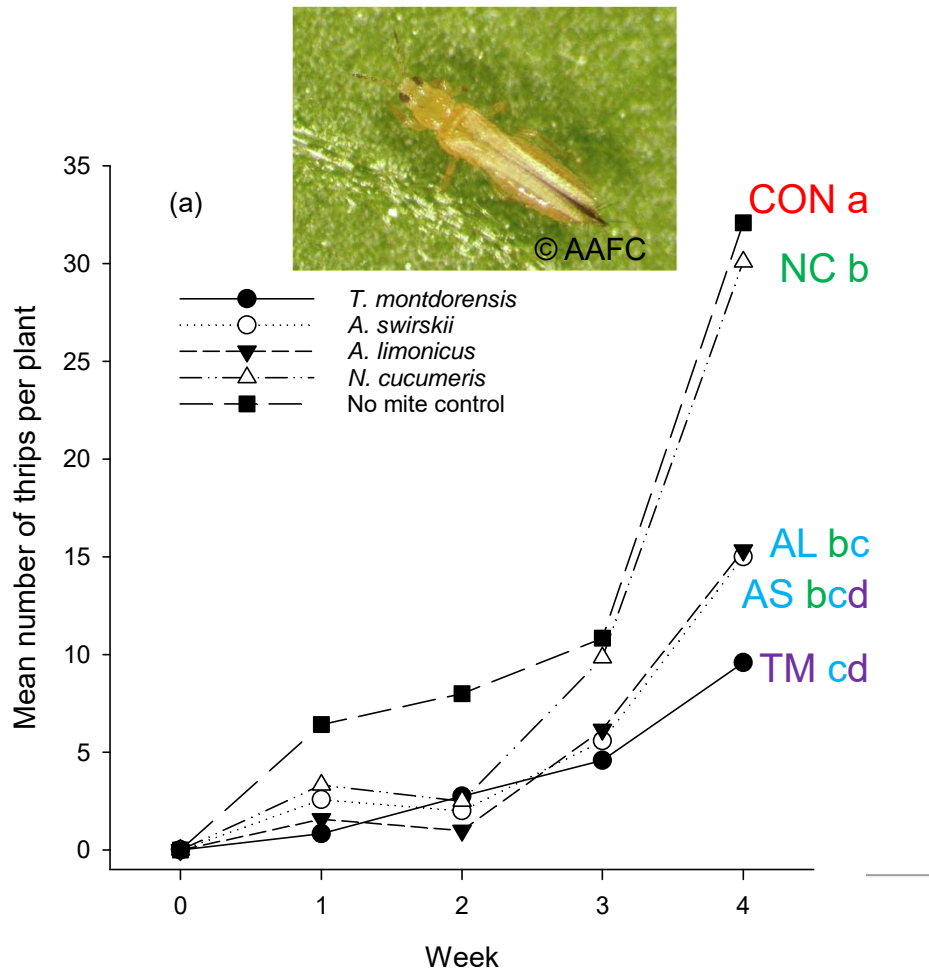 © AAFC
35
30
25
20
15
10
5
0
Mean number of thrips per plant
(a)
T. montdorensis
A. swirskii
A. limonicus
N. cucumeris
No mite control
CON a
NC b
AL bc
AS bcd
TM cd
0 1 2 3 4
Week